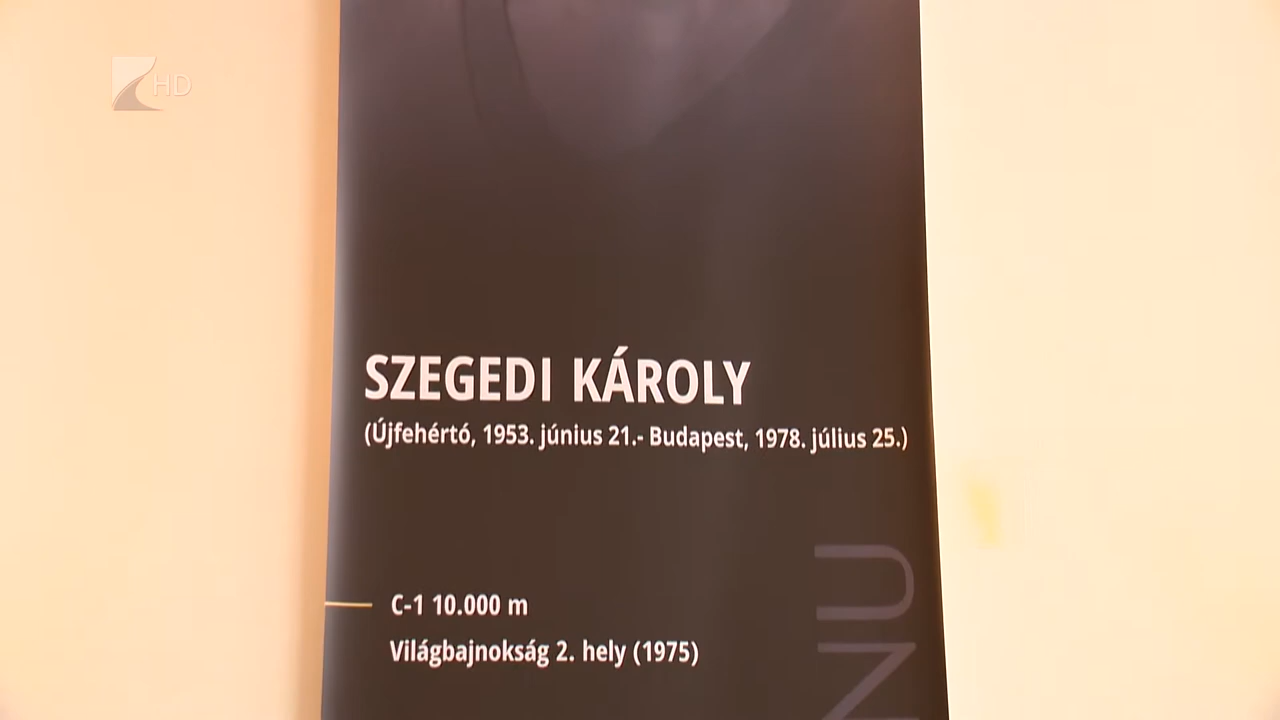 HD
SZEGEDI KÁROLY
(Újfehértó, 1953. június 21.- Budapest, 1978. július 25.)
C-1 10.000 m
Világbajnokság 2. hely (1975)